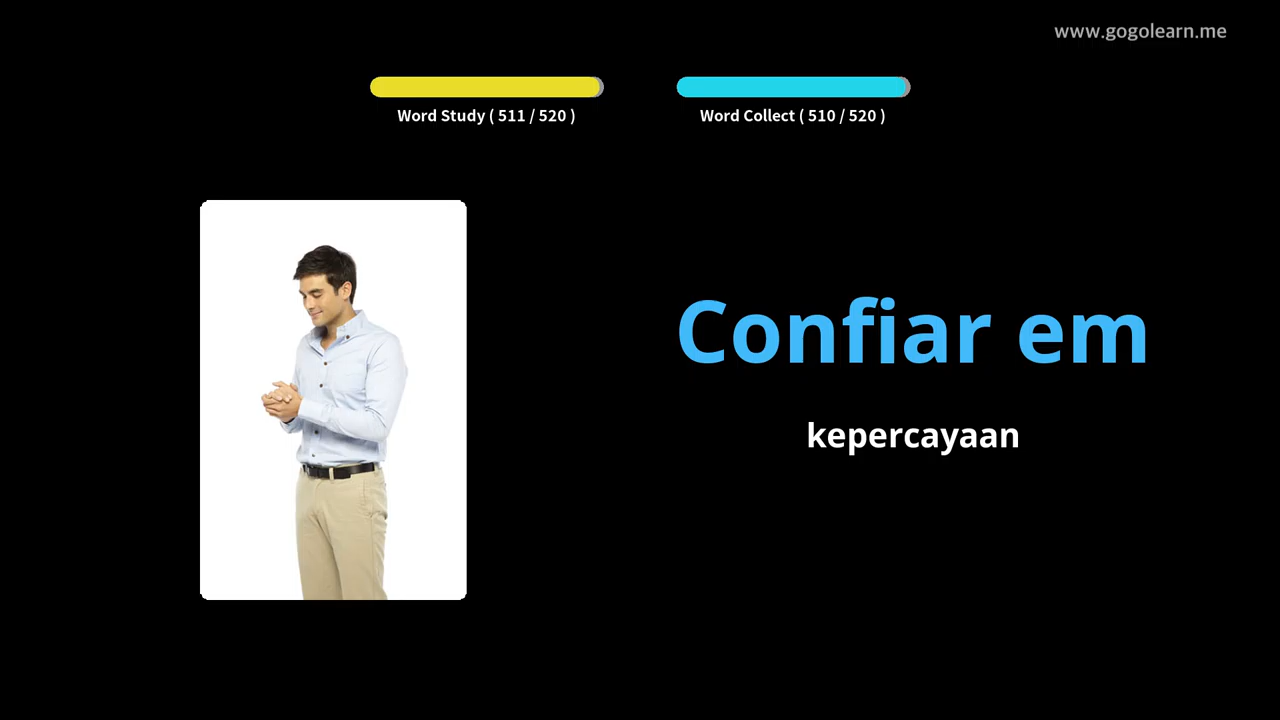 www.gogolearn.me
Word Study ( 511 / 520 )
Word Collect ( 510 / 520 )
Confiar em
kepercayaan